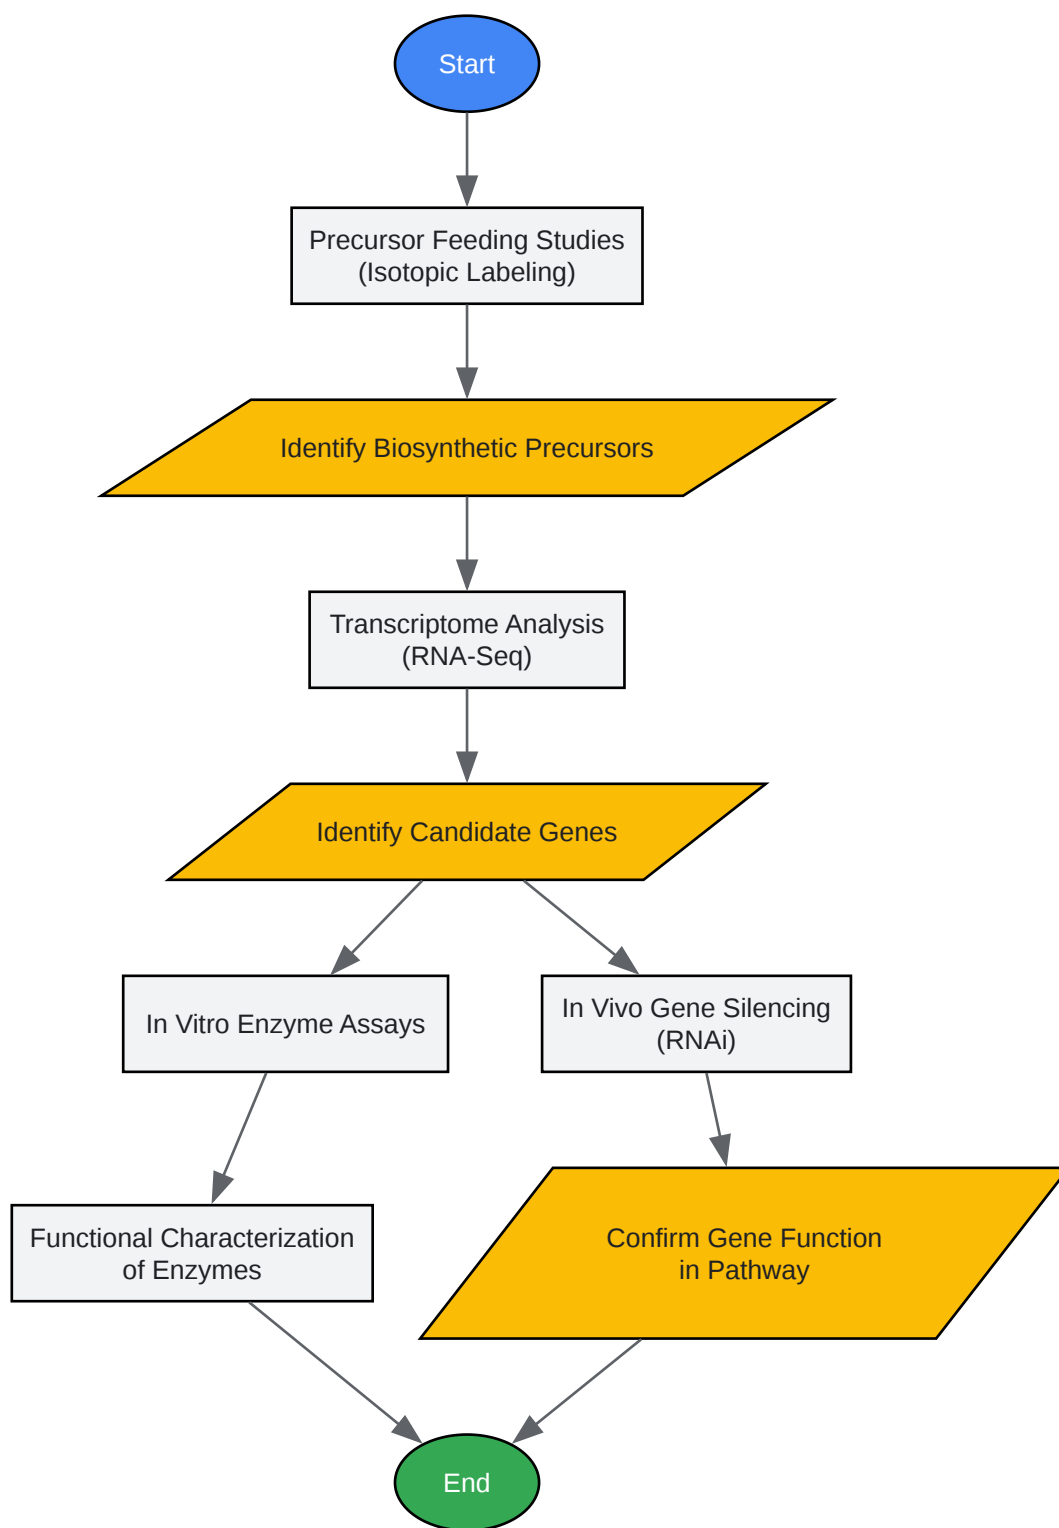 Start
Precursor Feeding Studies
(Isotopic Labeling)
Identify Biosynthetic Precursors
Transcriptome Analysis
(RNA-Seq)
Identify Candidate Genes
In Vitro Enzyme Assays
In Vivo Gene Silencing
(RNAi)
Functional Characterization
of Enzymes
Confirm Gene Function
in Pathway
End